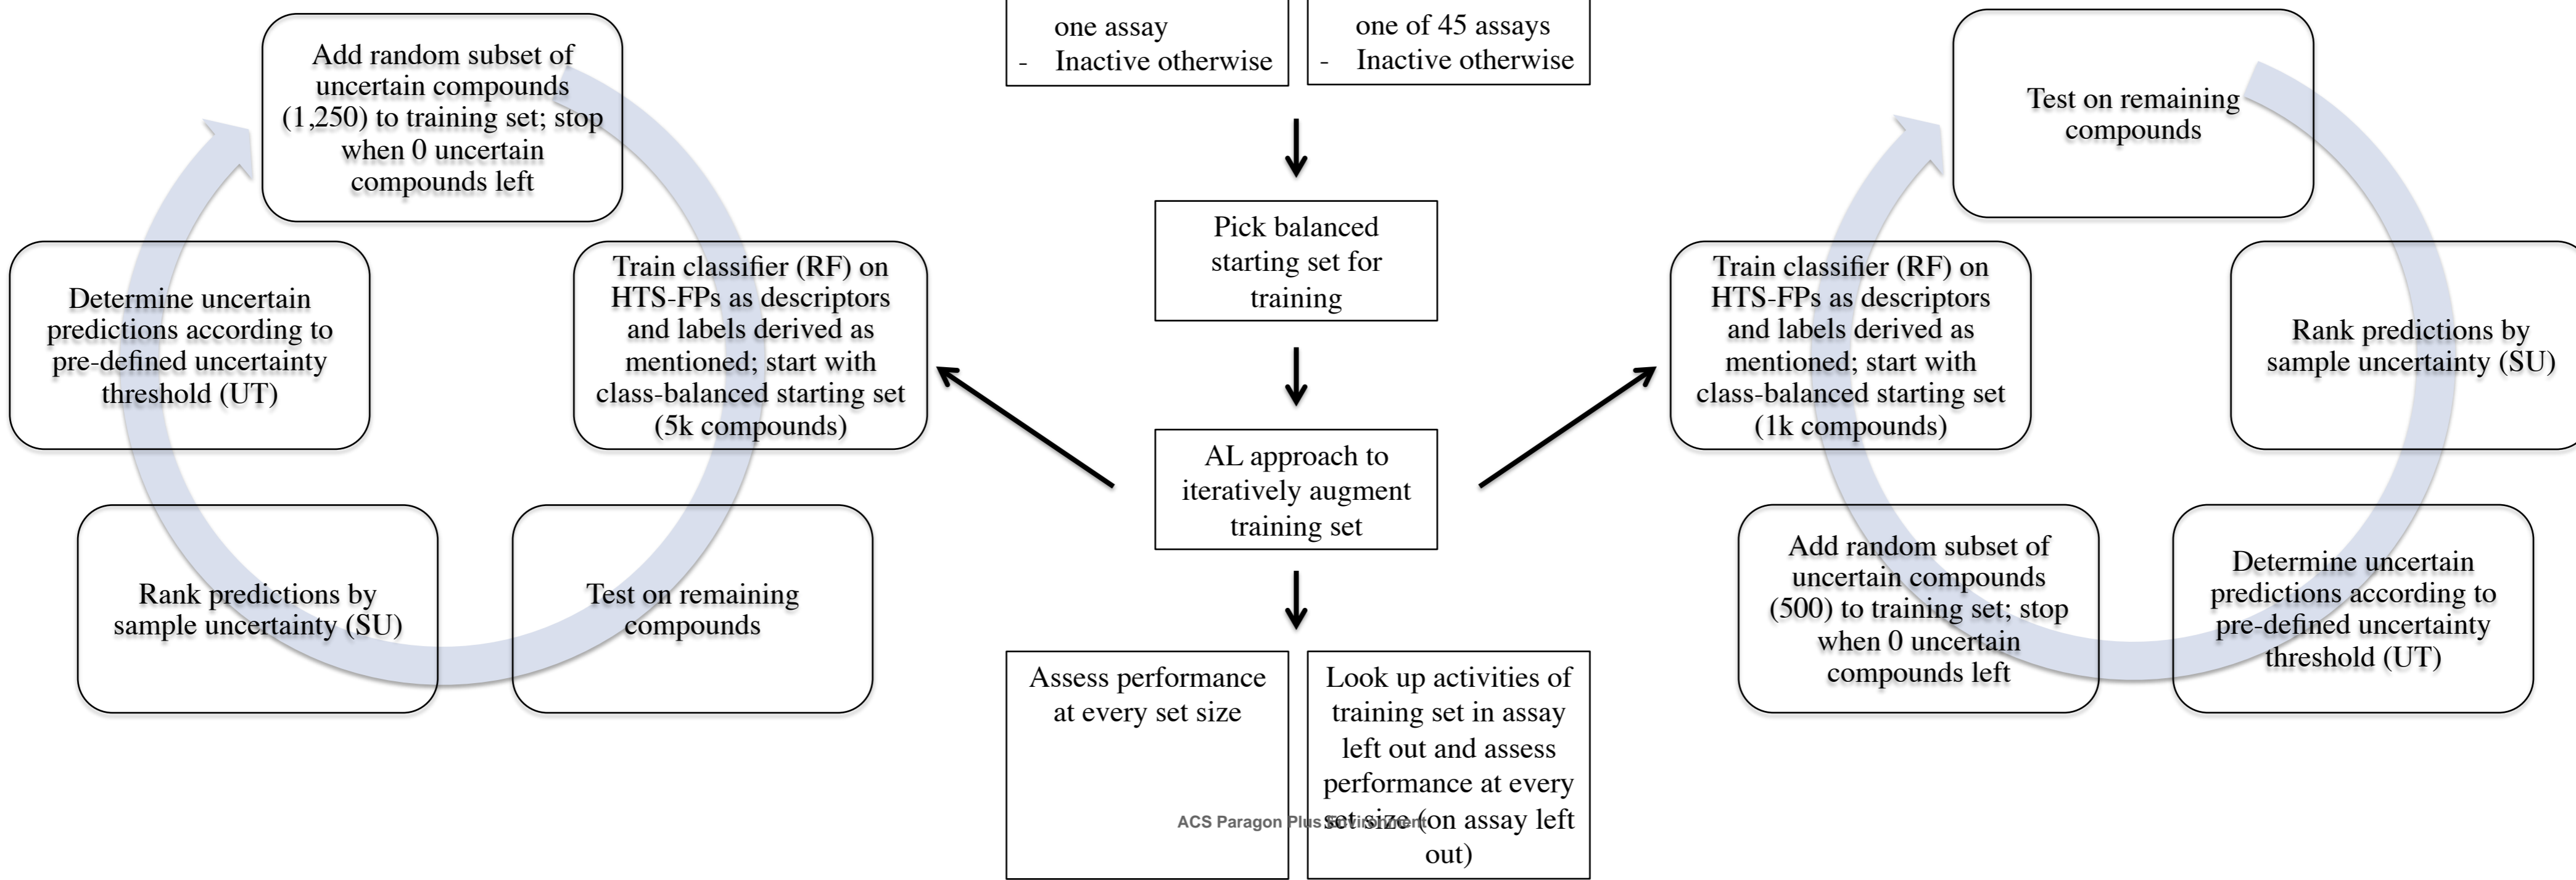 Add random subset of
uncertain compounds
(1,250) to training set; stop
when 0 uncertain
compounds left
Determine uncertain
predictions according to
pre-defined uncertainty
threshold (UT)
Train classifier (RF) on
HTS-FPs as descriptors
and labels derived as
mentioned; start with
class-balanced starting set
(5k compounds)
Rank predictions by
sample uncertainty (SU)
Test on remaining
compounds
one assay
- Inactive otherwise
one of 45 assays
- Inactive otherwise
Pick balanced
starting set for
training
AL approach to
iteratively augment
training set
Assess performance
at every set size
Look up activities of
training set in assay
left out and assess
performance at every
set size (on assay left
out)
ACS Paragon Plus Environment
Test on remaining
compounds
Train classifier (RF) on
HTS-FPs as descriptors
and labels derived as
mentioned; start with
class-balanced starting set
(1k compounds)
Rank predictions by
sample uncertainty (SU)
Add random subset of
uncertain compounds
(500) to training set; stop
when 0 uncertain
compounds left
Determine uncertain
predictions according to
pre-defined uncertainty
threshold (UT)